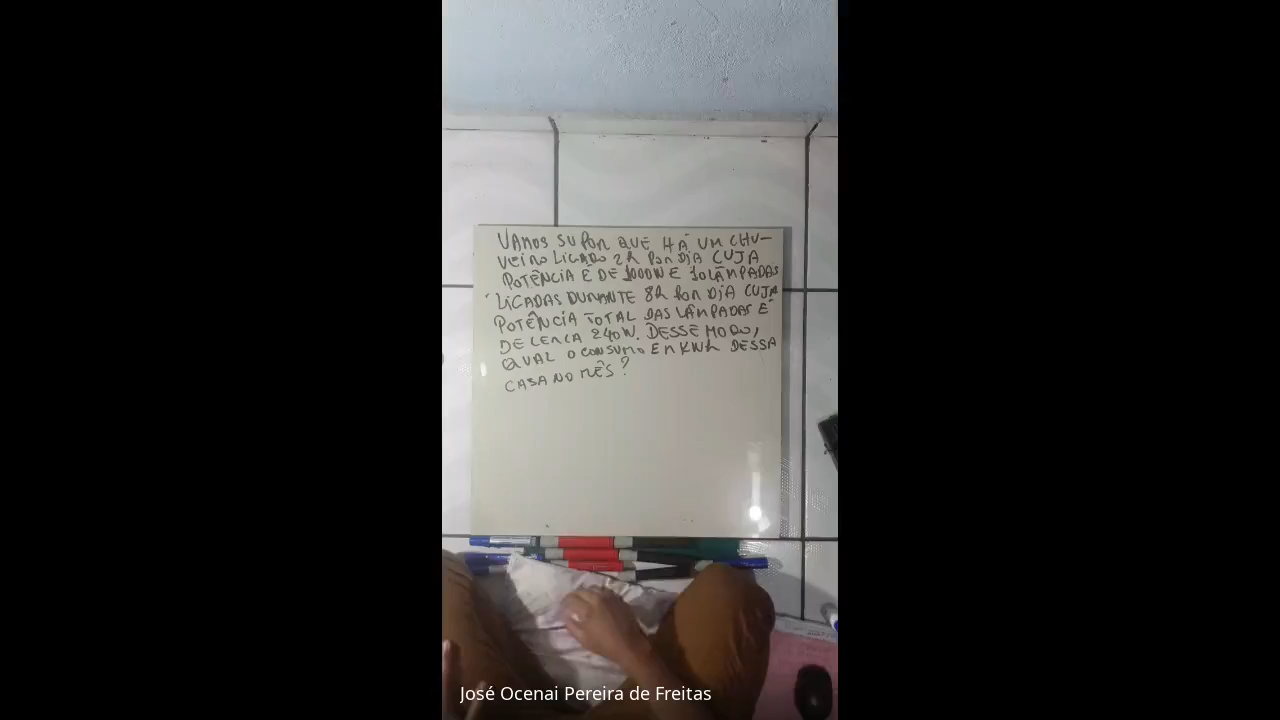 VAMOS SUPOR QUE HÁ UM CHU-
VEIRO LIGADO 2h POR DIA CUJA
POTÊNCIA É DE 1000W E 10 LÂMPADAS
LIGADAS DURANTE 8h POR DIA CUJA
POTÊNCIA TOTAL DAS LÂMPADAS É
DE CERCA 240W. DESSE MODO,
QUAL O CONSUMO EM KWh DESSA
CASA NO MÊS?
José Ocenai Pereira de Freitas